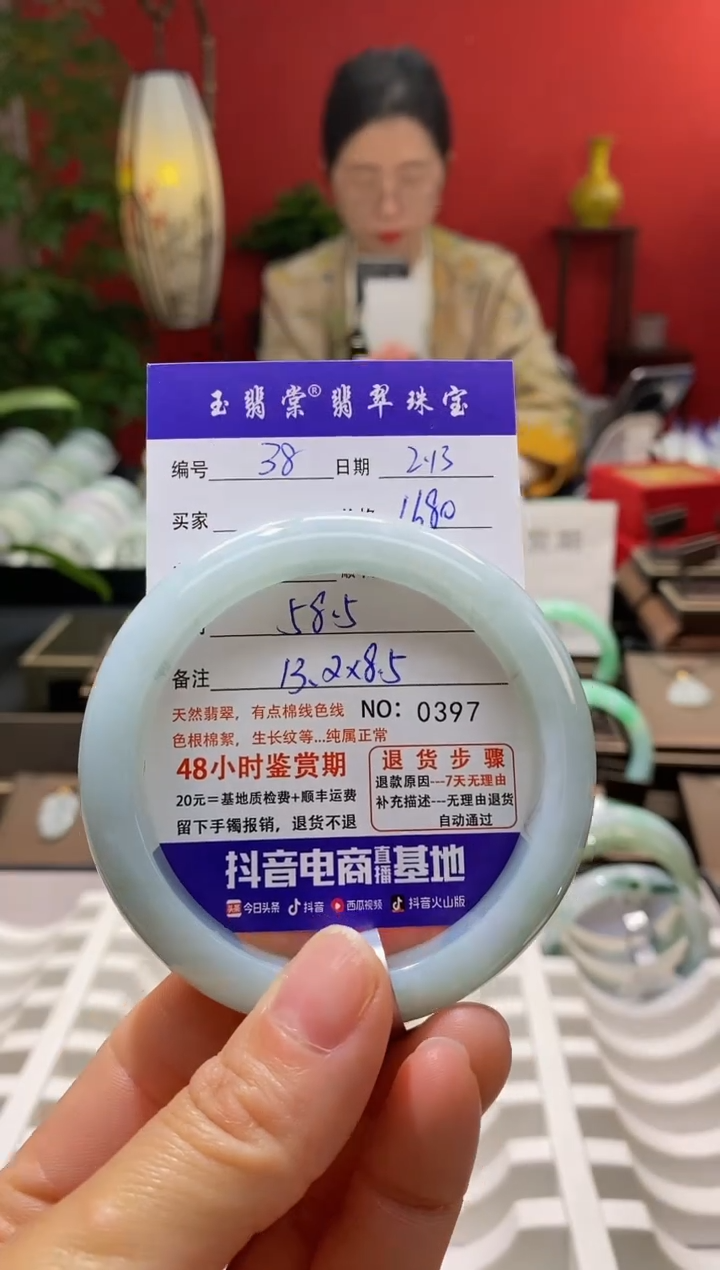 玉翡棠® 翡翠珠宝
编号 38 日期 2.13
买家 1680
58.5
备注 13.2x8.5
天然翡翠，有点棉线色线 NO: 0397
色根棉絮，生长纹等...纯属正常
48小时鉴赏期
20元=基地质检费+顺丰运费
留下手镯报销，退货不退
退货步骤
退款原因---7天无理由
补充描述---无理由退货
自动通过
抖音电商直播基地
头条 今日头条 抖音 西瓜视频 抖音火山版